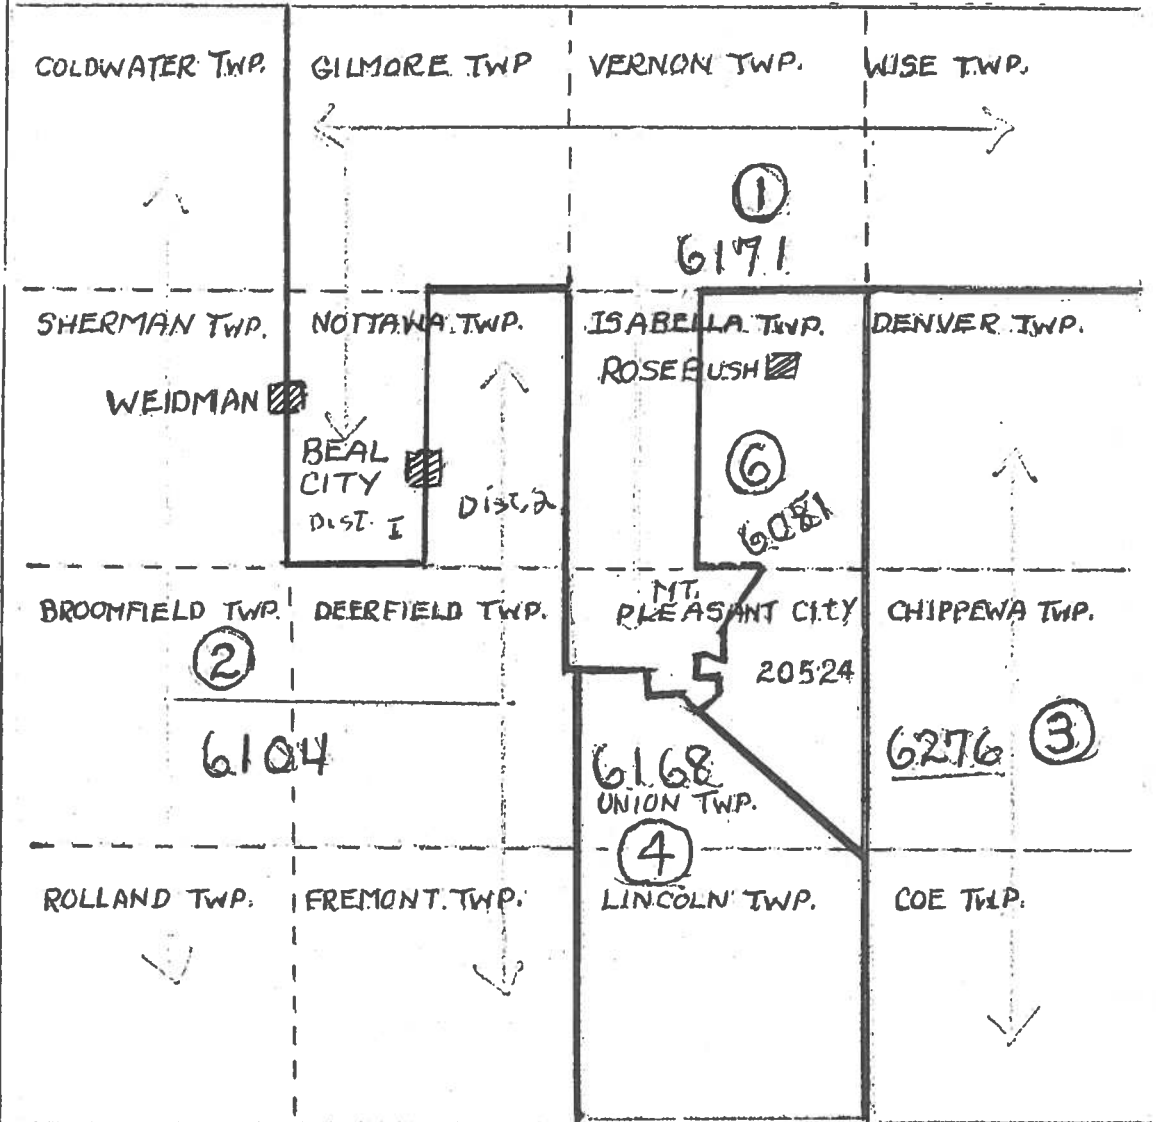 COLDWATER TWP.
GILMORE TWP
VERNON TWP.
WISE TWP.
1
6171
SHERMAN TWP.
NOTTAWA TWP.
ISABELLA TWP.
DENVER TWP.
ROSEBUSH
WEIDMAN
BEAL
CITY
DIST. I
Dist. 2
6
6081
BROOMFIELD TWP.
DEERFIELD TWP.
MT.
PLEASANT CITY
CHIPPEWA TWP.
2
20524
6104
6168
UNION TWP.
6276
3
4
ROLLAND TWP.
FREMONT. TWP.
LINCOLN TWP.
COE TWP.